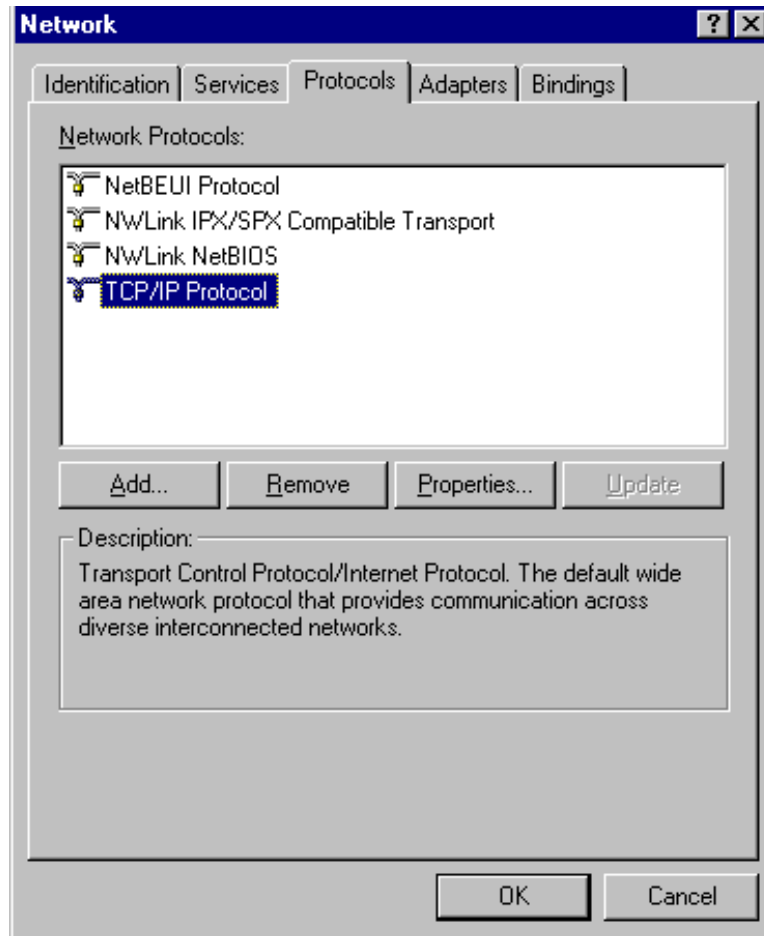 Network
Identification Services Protocols Adapters Bindings
Network Protocols:
NetBEUI Protocol
NWLink IPX/SPX Compatible Transport
NWLink NetBIOS
TCP/IP Protocol
Add... Remove Properties... Update
Description:
Transport Control Protocol/Internet Protocol. The default wide
area network protocol that provides communication across
diverse interconnected networks.
OK Cancel